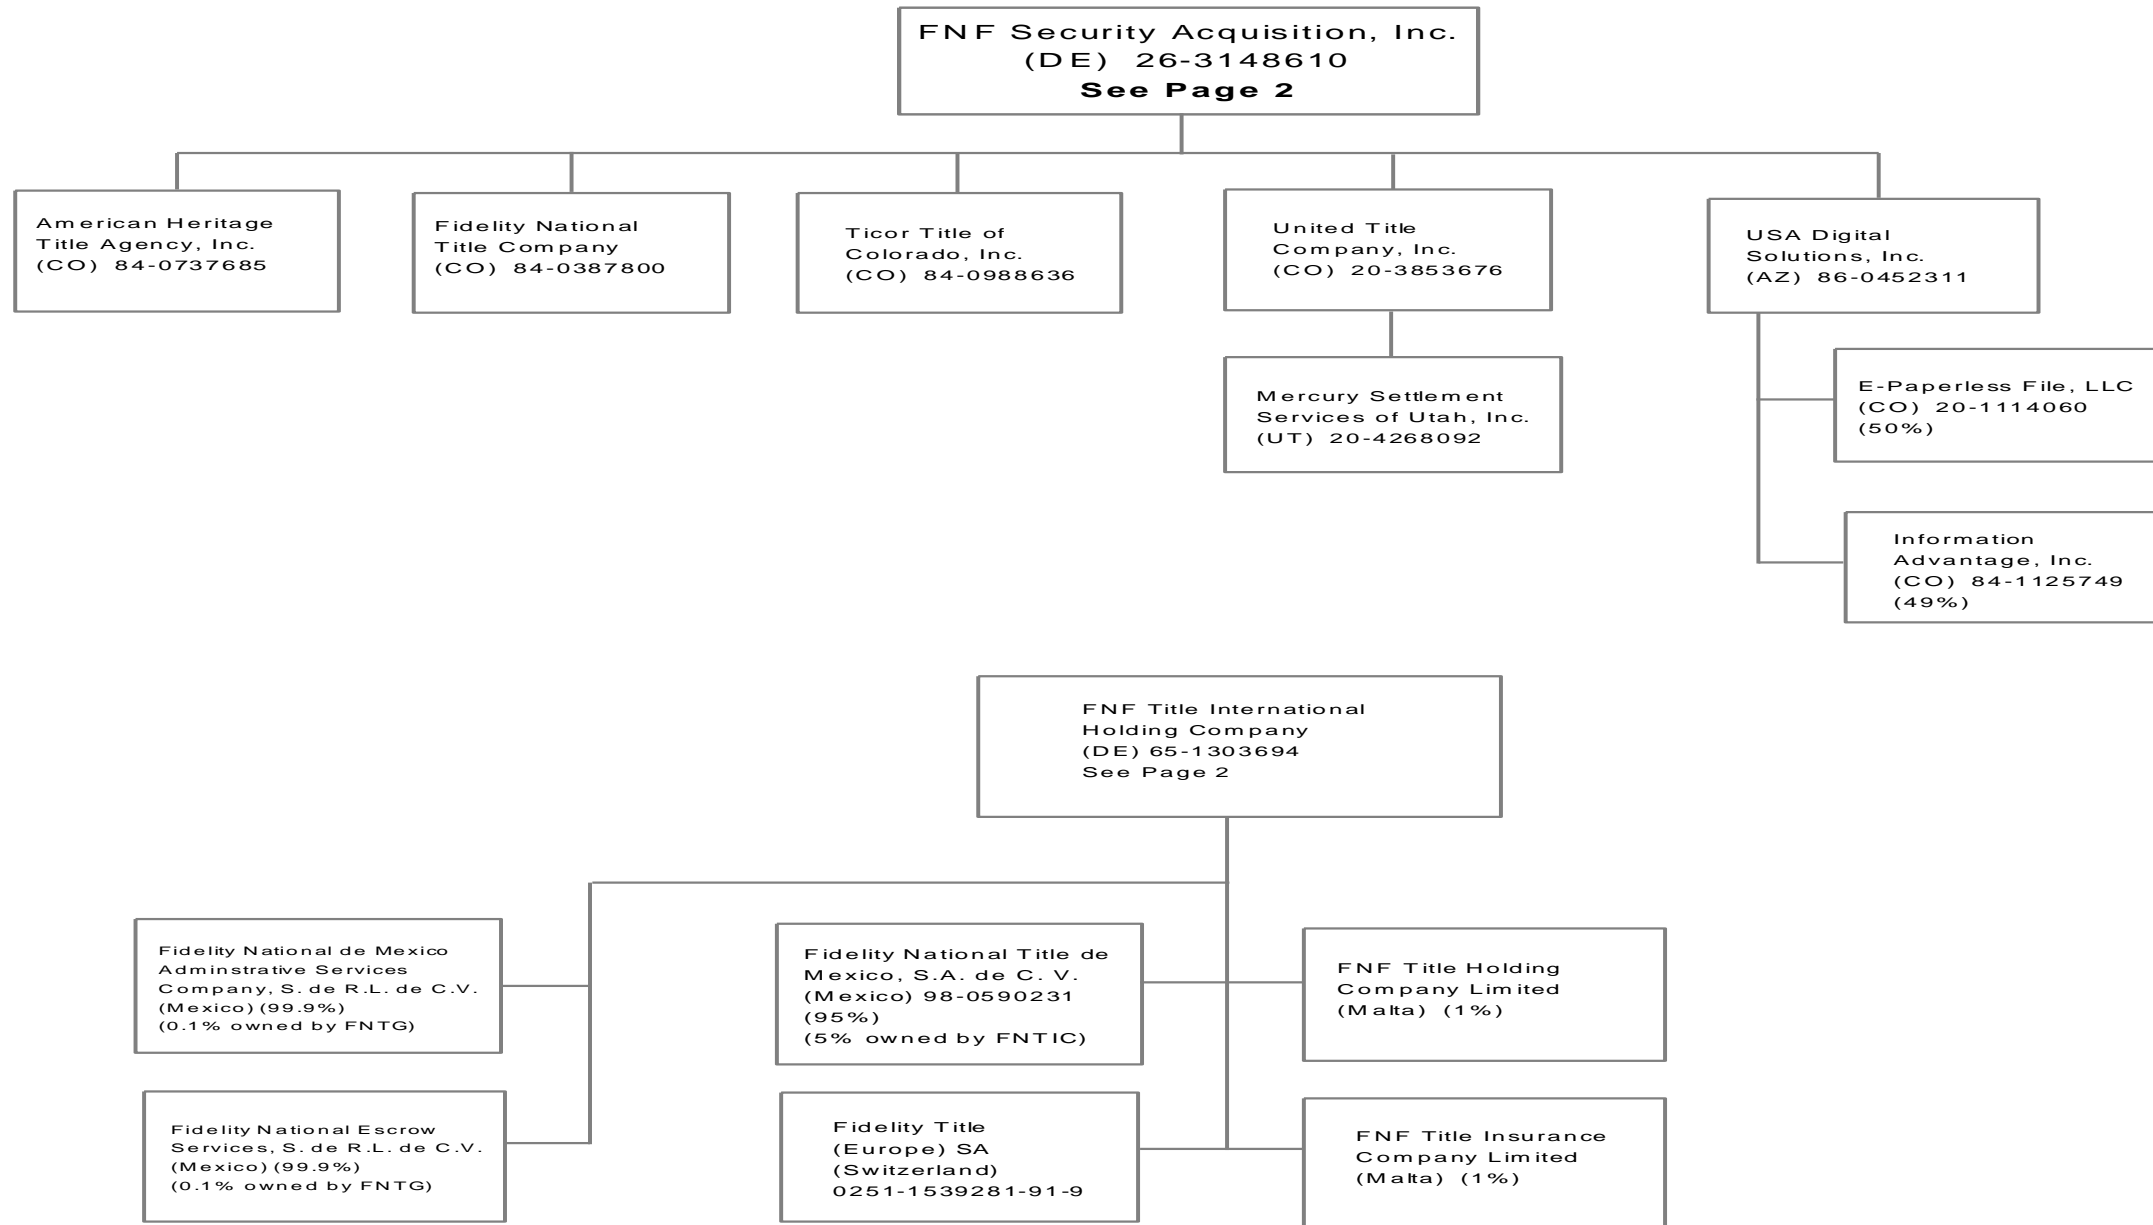 FNF Security Acquisition, Inc.
(DE) 26-3148610
See Page 2
American Heritage
Title Agency, Inc.
(CO) 84-0737685
Fidelity National
Title Company
(CO) 84-0387800
Ticor Title of
Colorado, Inc.
(CO) 84-0988636
United Title
Company, Inc.
(CO) 20-3853676
USA Digital
Solutions, Inc.
(AZ) 86-0452311
Mercury Settlement
Services of Utah, Inc.
(UT) 20-4268092
E-Paperless File, LLC
(CO) 20-1114060
(50%)
Information
Advantage, Inc.
(CO) 84-1125749
(49%)
FNF Title International
Holding Company
(DE) 65-1303694
See Page 2
Fidelity National de Mexico
Adminstrative Services
Company, S. de R.L. de C.V.
(Mexico) (99.9%)
(0.1% owned by FNTG)
Fidelity National Title de
Mexico, S.A. de C. V.
(Mexico) 98-0590231
(95%)
(5% owned by FNTIC)
FNF Title Holding
Company Limited
(Malta) (1%)
Fidelity National Escrow
Services, S. de R.L. de C.V.
(Mexico) (99.9%)
(0.1% owned by FNTG)
Fidelity Title
(Europe) SA
(Switzerland)
0251-1539281-91-9
FNF Title Insurance
Company Limited
(Malta) (1%)